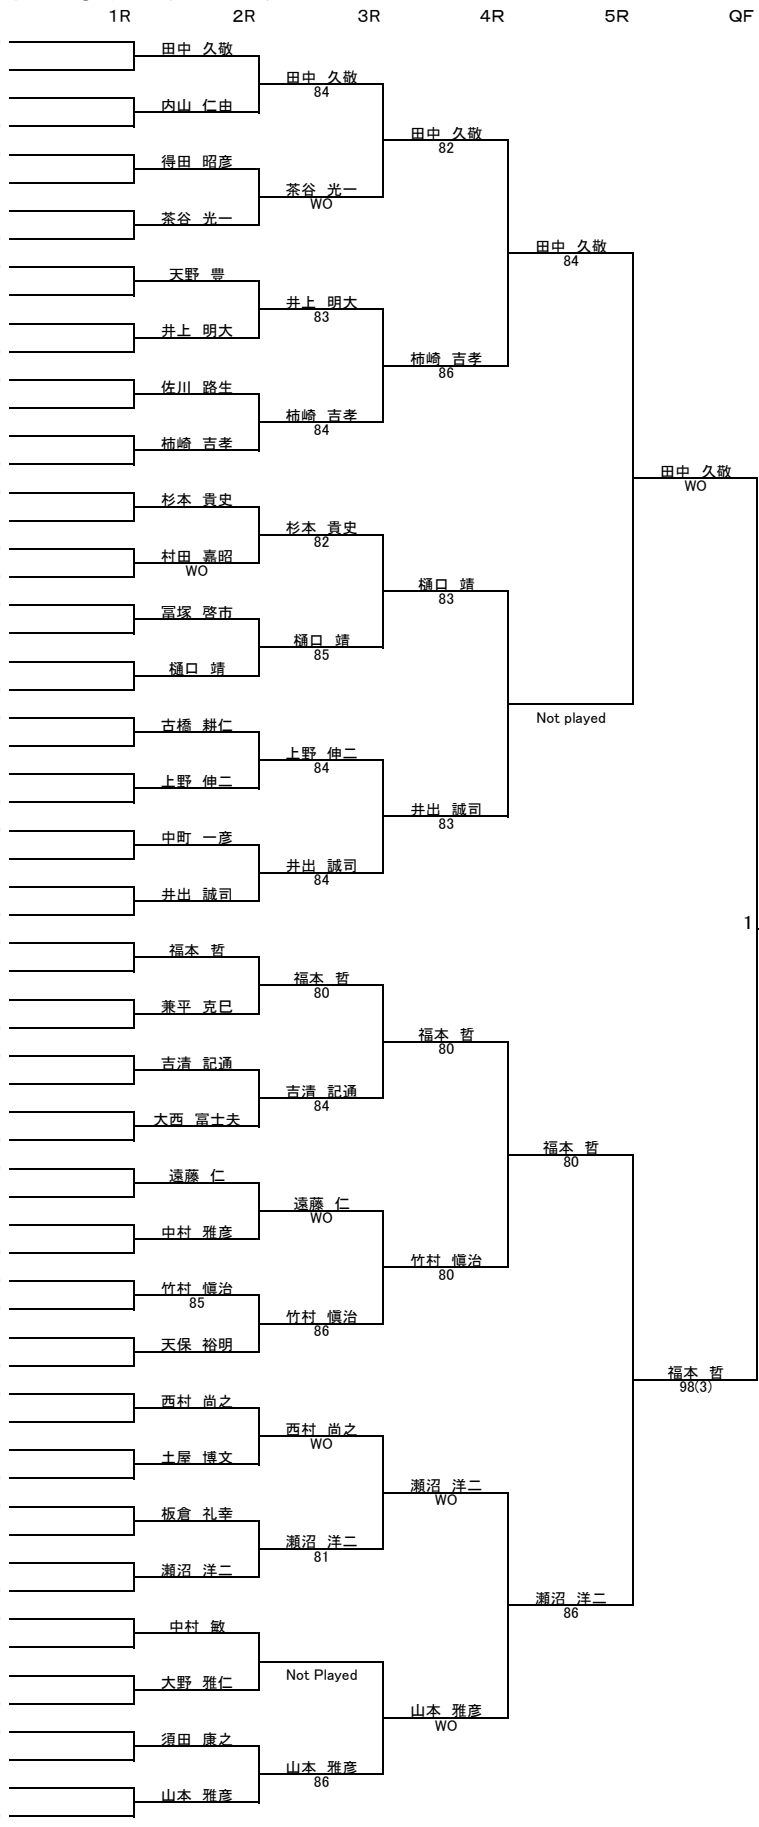 1R 2R 3R 4R 5R QF
田中 久敬
田中 久敬
84
内山 仁由
田中 久敬
82
得田 昭彦
茶谷 光一
WO
茶谷 光一
田中 久敬
84
天野 豊
井上 明大
83
井上 明大
柿崎 吉孝
86
佐川 路生
柿崎 吉孝
84
柿崎 吉孝
田中 久敬
WO
杉本 貴史
杉本 貴史
82
村田 嘉昭
WO
樋口 靖
83
冨塚 啓市
樋口 靖
85
樋口 靖
Not played
古橋 耕仁
上野 伸二
84
上野 伸二
井出 誠司
83
中町 一彦
井出 誠司
84
井出 誠司
1
福本 哲
福本 哲
80
兼平 克巳
福本 哲
80
吉清 記通
吉清 記通
84
大西 富士夫
福本 哲
80
遠藤 仁
遠藤 仁
WO
中村 雅彦
竹村 愼治
80
竹村 愼治
85
竹村 愼治
86
天保 裕明
福本 哲
98(3)
西村 尚之
西村 尚之
WO
土屋 博文
瀬沼 洋二
WO
板倉 礼幸
瀬沼 洋二
81
瀬沼 洋二
瀬沼 洋二
86
中村 敏
Not Played
大野 雅仁
山本 雅彦
WO
須田 康之
山本 雅彦
86
山本 雅彦